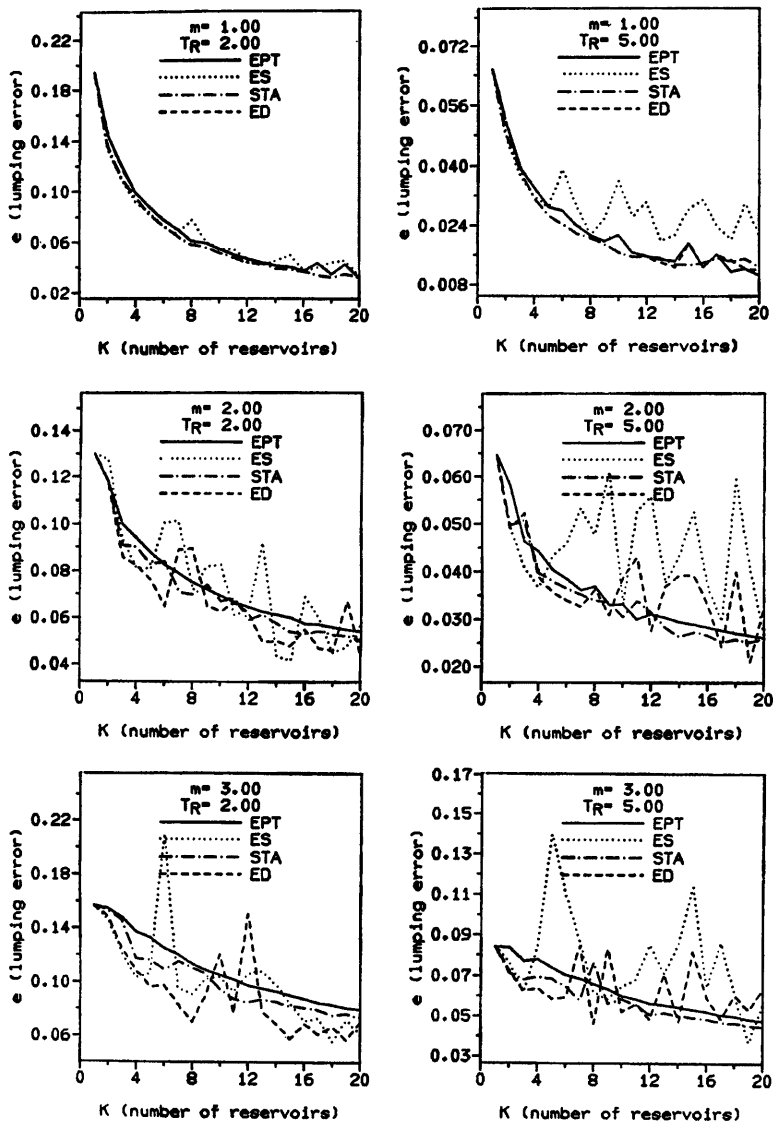 m= 1.00
TR= 2.00
EPT
ES
STA
ED
0.22
0.18
0.14
0.10
0.06
0.02
e (lumping error)
0 4 8 12 16 20
K (number of reservoirs)
m= 1.00
TR= 5.00
EPT
ES
STA
ED
0.072
0.056
0.040
0.024
0.008
e (lumping error)
0 4 8 12 16 20
K (number of reservoirs)
m= 2.00
TR= 2.00
EPT
ES
STA
ED
0.14
0.12
0.10
0.08
0.06
0.04
e (lumping error)
0 4 8 12 16 20
K (number of reservoirs)
m= 2.00
TR= 5.00
EPT
ES
STA
ED
0.070
0.060
0.050
0.040
0.030
0.020
e (lumping error)
0 4 8 12 16 20
K (number of reservoirs)
m= 3.00
TR= 2.00
EPT
ES
STA
ED
0.22
0.18
0.14
0.10
0.06
e (lumping error)
0 4 8 12 16 20
K (number of reservoirs)
m= 3.00
TR= 5.00
EPT
ES
STA
ED
0.17
0.15
0.13
0.11
0.09
0.07
0.05
0.03
e (lumping error)
0 4 8 12 16 20
K (number of reservoirs)